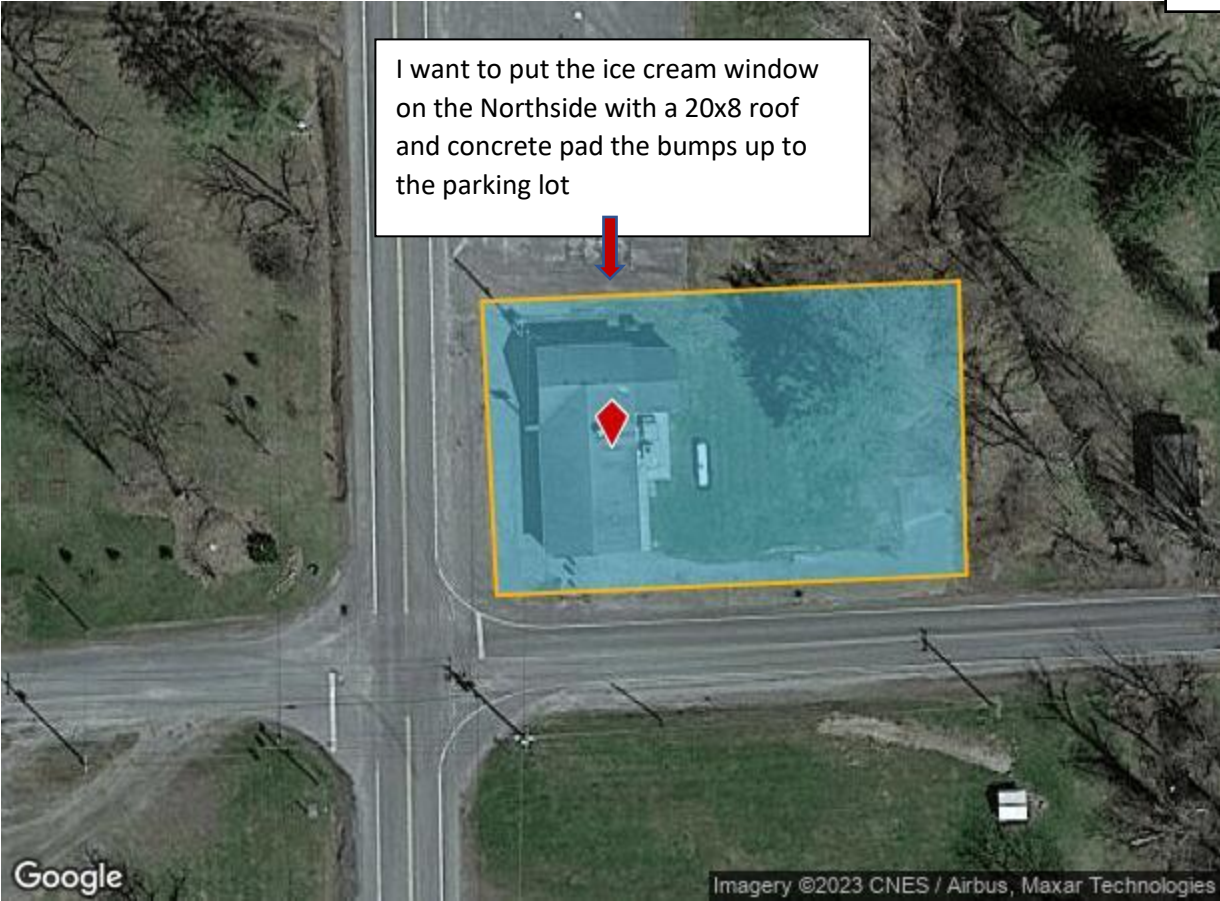 I want to put the ice cream window
on the Northside with a 20x8 roof
and concrete pad the bumps up to
the parking lot
Google
Imagery ©2023 CNES / Airbus, Maxar Technologies